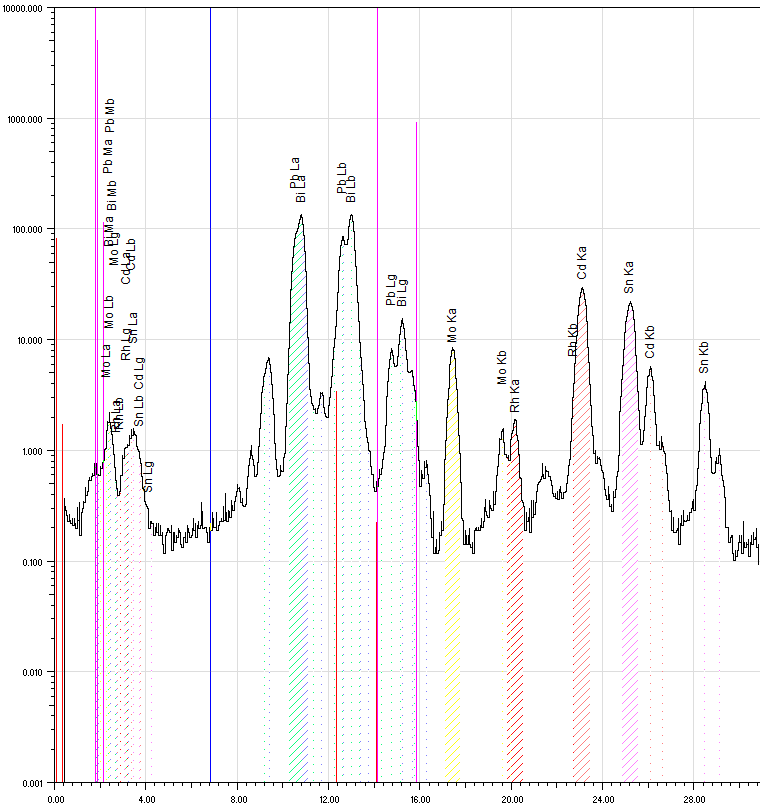 10000.000
1000.000
100.000
10.000
1.000
0.100
0.010
0.001
0.00
4.00
8.00
12.00
16.00
20.00
24.00
28.00
Pb Mb
Pb Ma
Bi Mb
Bi Ma
Mo Lg
Cd La
Cd Lb
Mo Lb
Rh Lg
Sn La
Mo La
Cd Lg
Rh La
Rh Lb
Sn Lb
Sn Lg
Pb La
Bi La
Pb Lb
Bi Lb
Pb Lg
Bi Lg
Mo Ka
Mo Kb
Rh Ka
Rh Kb
Cd Ka
Sn Ka
Cd Kb
Sn Kb